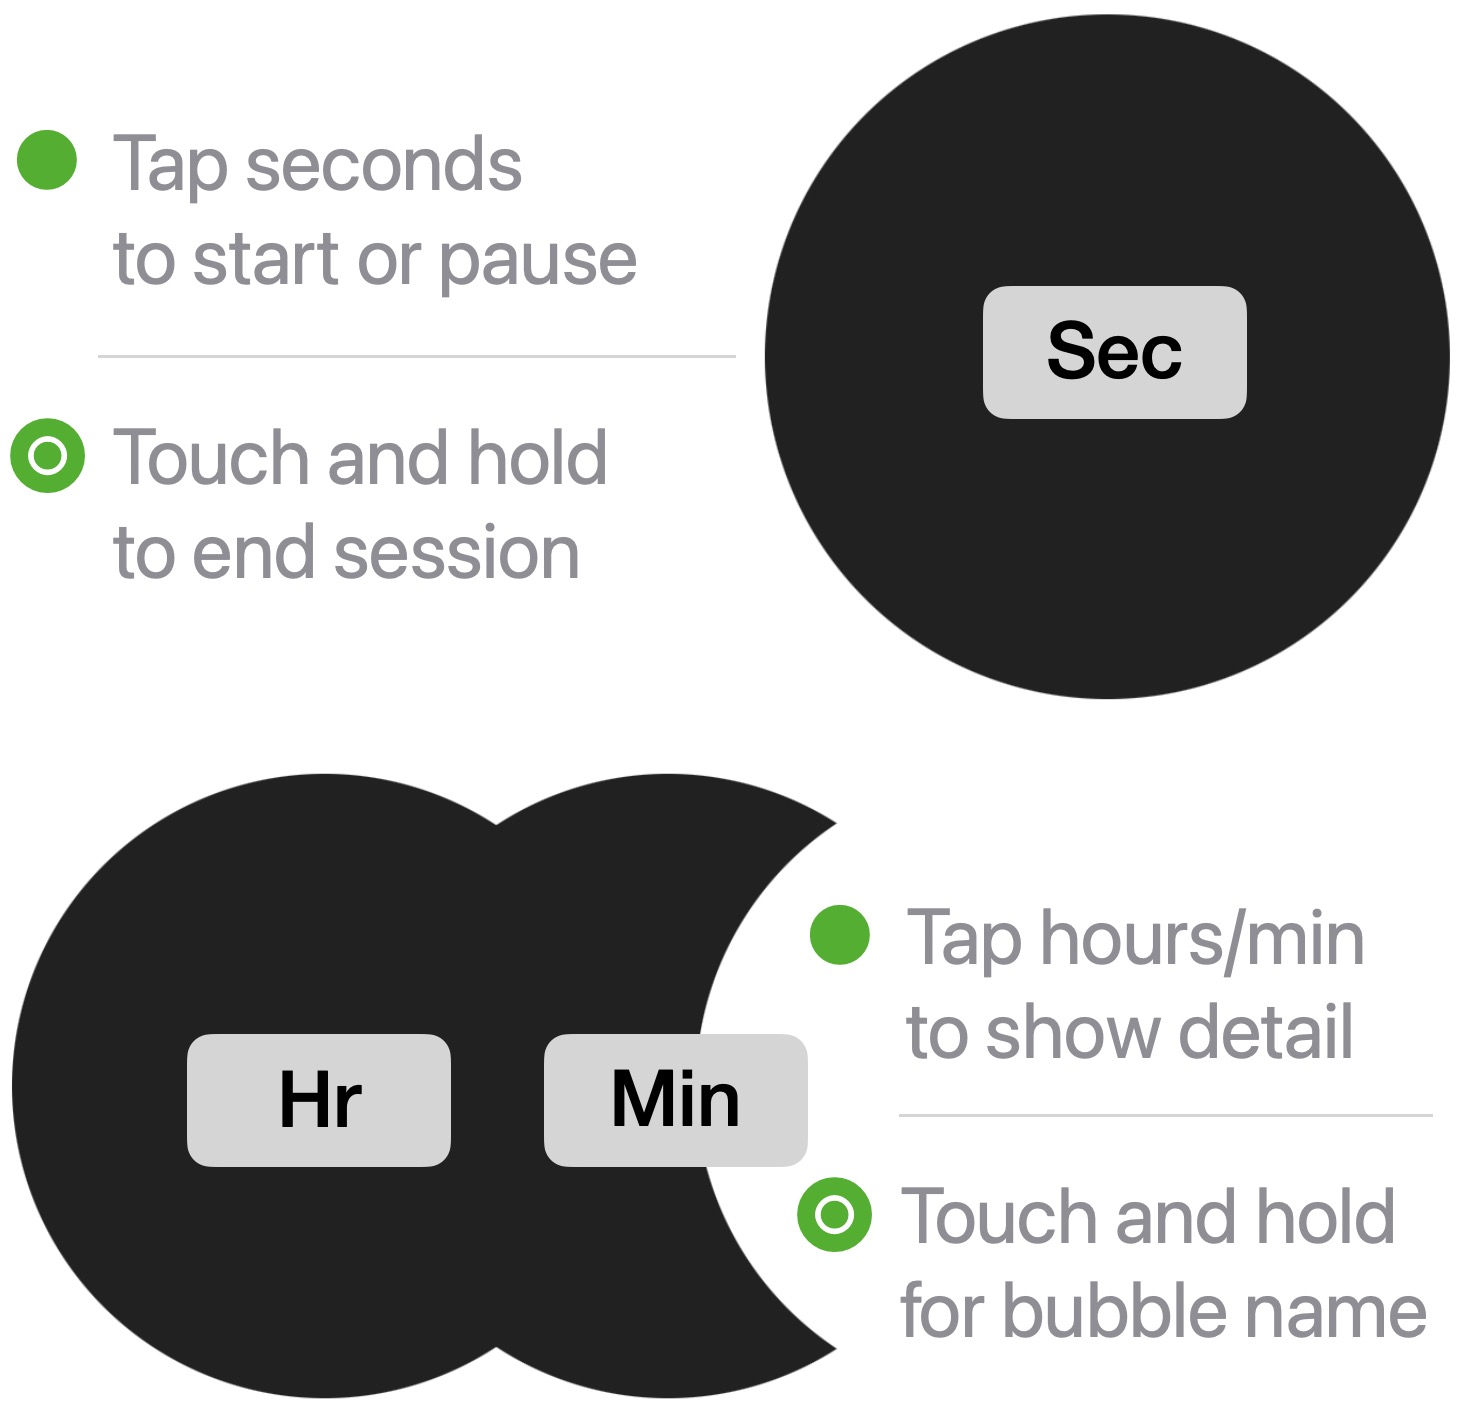 Tap seconds
to start or pause
Touch and hold
to end session
Sec
Hr
Min
Tap hours/min
to show detail
Touch and hold
for bubble name